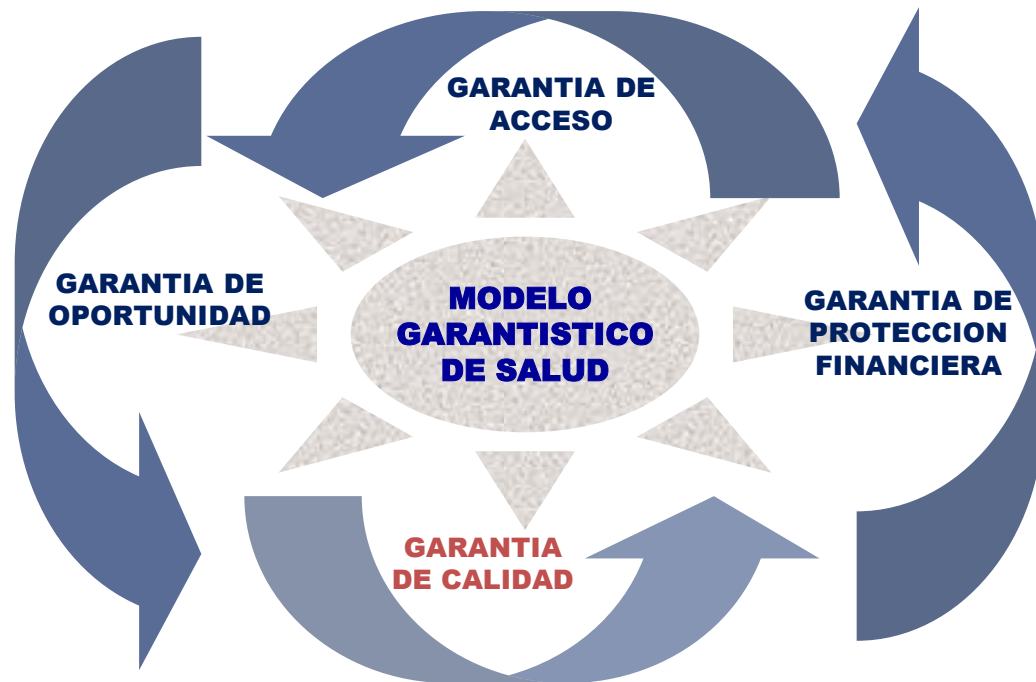 GARANTIA DE
ACCESO
GARANTIA DE
OPORTUNIDAD
MODELO
GARANTISTICO
DE SALUD
GARANTIA DE
PROTECCION
FINANCIERA
GARANTIA
DE CALIDAD